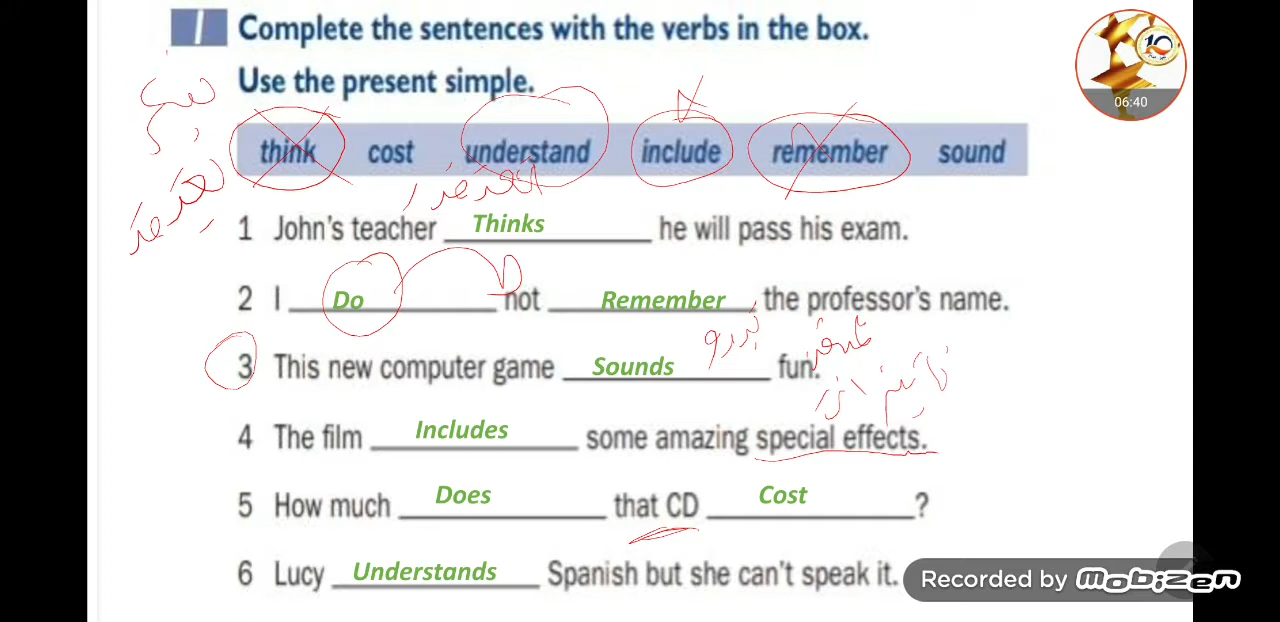 1 Complete the sentences with the verbs in the box.
Use the present simple.
10
06:40
think cost understand include remember sound
1 John's teacher Thinks he will pass his exam.
2 I Do not Remember the professor's name.
3 This new computer game Sounds fun.
4 The film Includes some amazing special effects.
5 How much Does that CD Cost ?
6 Lucy Understands Spanish but she can't speak it.
Recorded by MOBIZEN